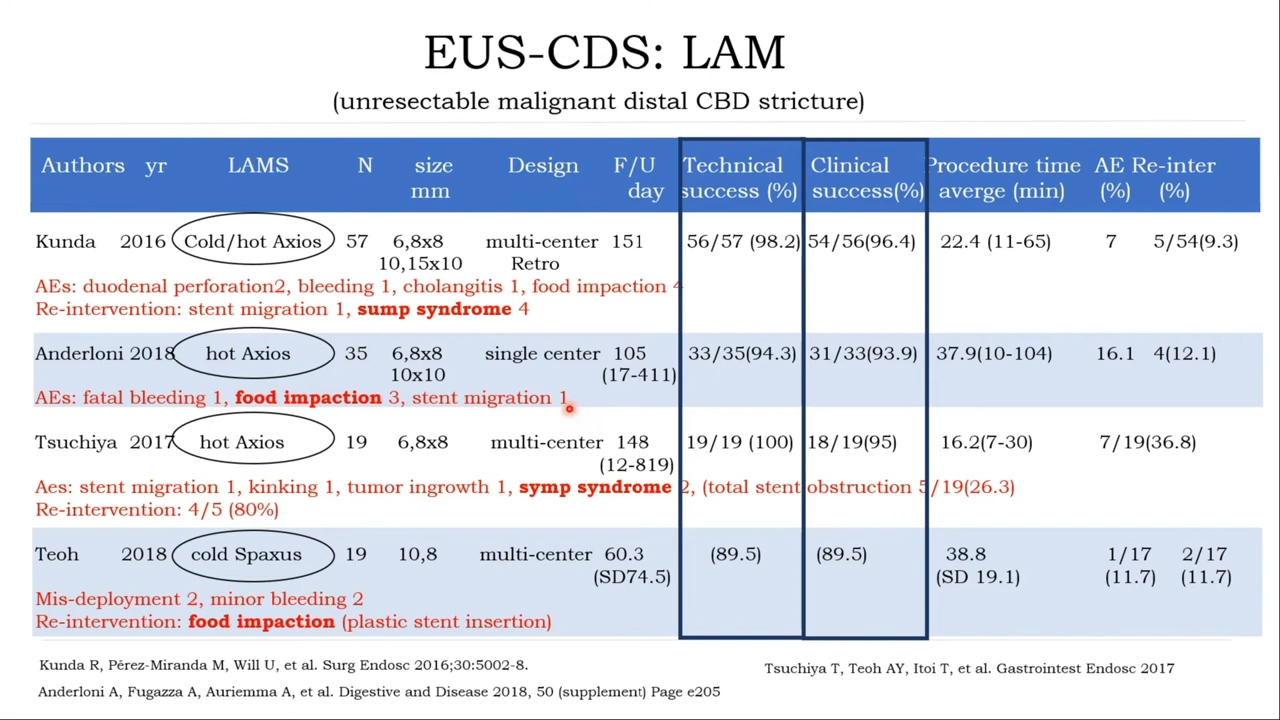 EUS-CDS: LAM
(unresectable malignant distal CBD stricture)
Authors yr LAMS N size Design F/U Technical Clinical Procedure time AE Re-inter
mm day success (%) success(%) averge (min) (%) (%)
Kunda 2016 Cold/hot Axios 57 6,8x8 multi-center 151 56/57 (98.2) 54/56(96.4) 22.4 (11-65) 7 5/54(9.3)
10,15x10 Retro
AEs: duodenal perforation2, bleeding 1, cholangitis 1, food impaction 4
Re-intervention: stent migration 1, sump syndrome 4
Anderloni 2018 hot Axios 35 6,8x8 single center 105 33/35(94.3) 31/33(93.9) 37.9(10-104) 16.1 4(12.1)
10x10 (17-411)
AEs: fatal bleeding 1, food impaction 3, stent migration 1
Tsuchiya 2017 hot Axios 19 6,8x8 multi-center 148 19/19 (100) 18/19(95) 16.2(7-30) 7/19(36.8)
(12-819)
Aes: stent migration 1, kinking 1, tumor ingrowth 1, symp syndrome 2, (total stent obstruction 5/19(26.3)
Re-intervention: 4/5 (80%)
Teoh 2018 cold Spaxus 19 10,8 multi-center 60.3 (89.5) (89.5) 38.8 1/17 2/17
(SD74.5) (SD 19.1) (11.7) (11.7)
Mis-deployment 2, minor bleeding 2
Re-intervention: food impaction (plastic stent insertion)
Kunda R, Pérez-Miranda M, Will U, et al. Surg Endosc 2016;30:5002-8.
Tsuchiya T, Teoh AY, Itoi T, et al. Gastrointest Endosc 2017
Anderloni A, Fugazza A, Auriemma A, et al. Digestive and Disease 2018, 50 (supplement) Page e205